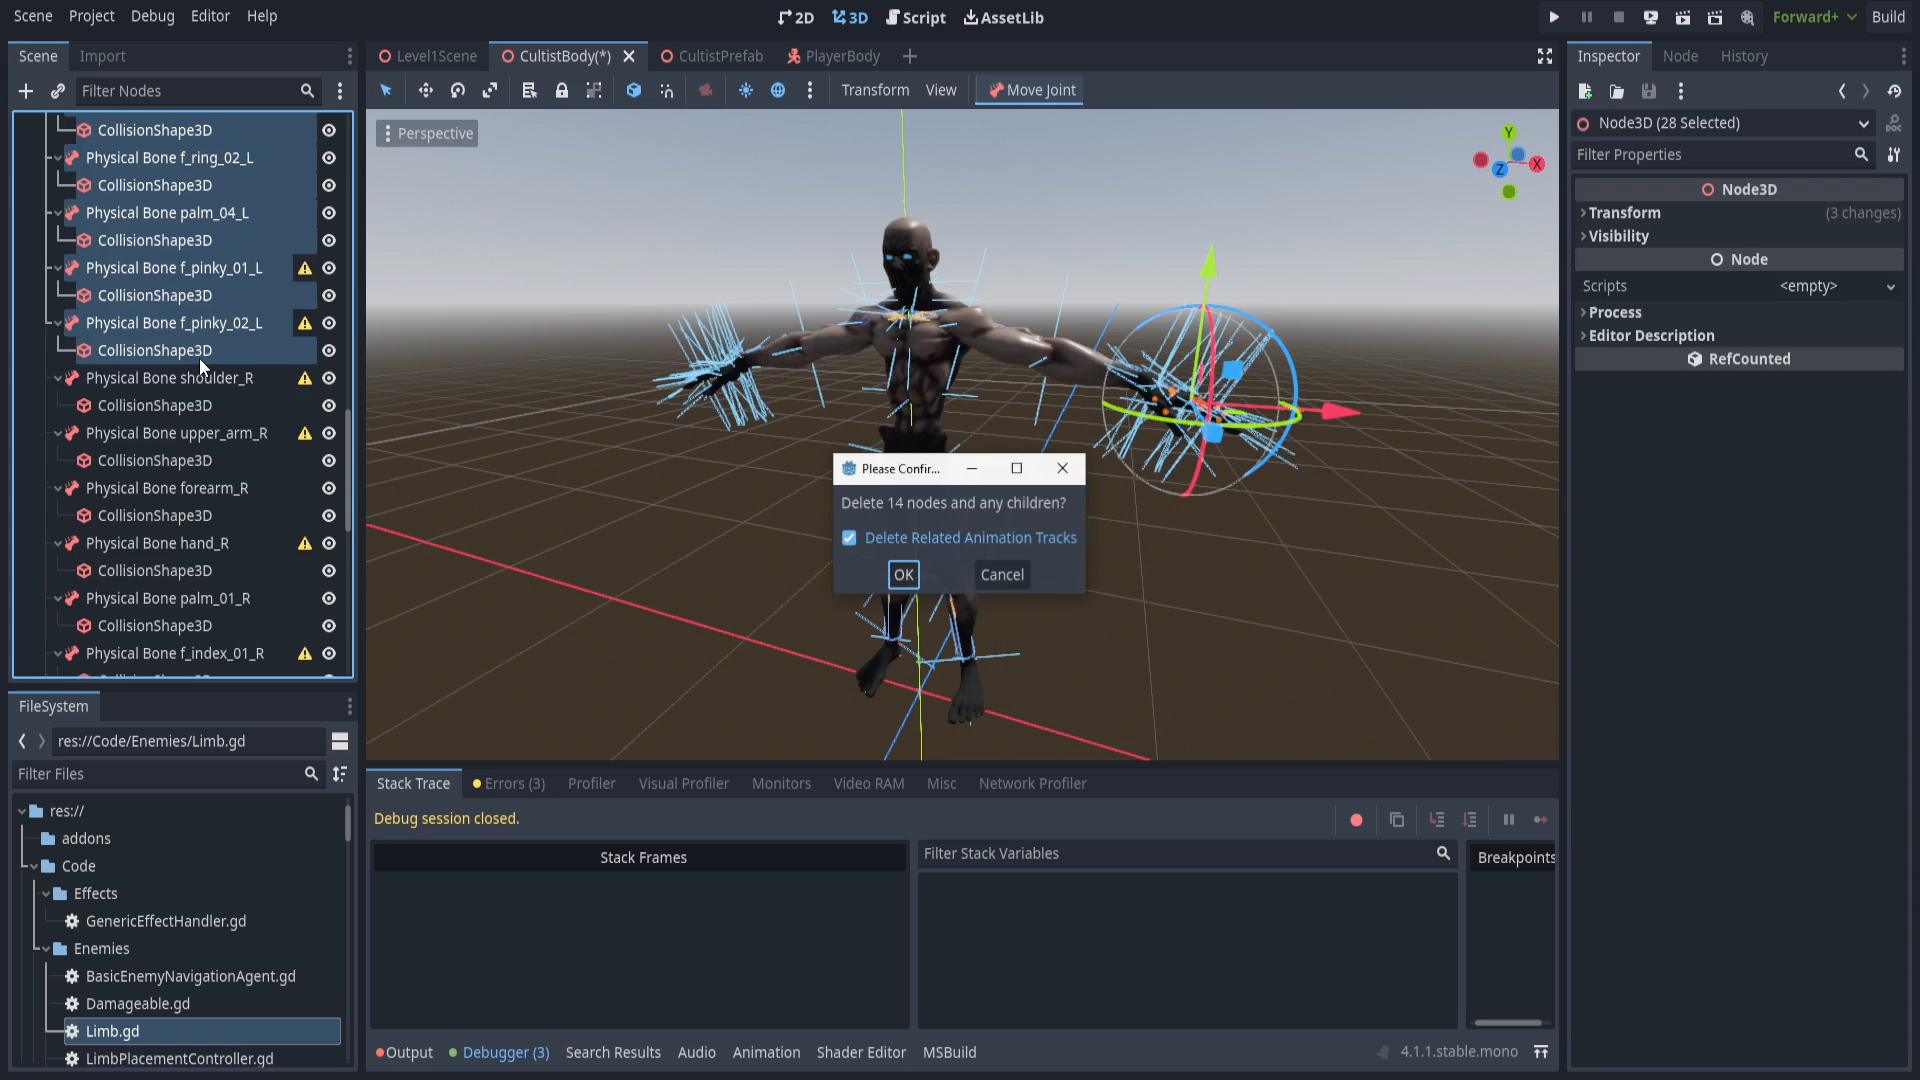 Scene Project Debug Editor Help
2D 3D Script AssetLib
Forward+ Build
Scene Import
Filter Nodes
CollisionShape3D
Physical Bone f_ring_02_L
CollisionShape3D
Physical Bone palm_04_L
CollisionShape3D
Physical Bone f_pinky_01_L
CollisionShape3D
Physical Bone f_pinky_02_L
CollisionShape3D
Physical Bone shoulder_R
CollisionShape3D
Physical Bone upper_arm_R
CollisionShape3D
Physical Bone forearm_R
CollisionShape3D
Physical Bone hand_R
CollisionShape3D
Physical Bone palm_01_R
CollisionShape3D
Physical Bone f_index_01_R
FileSystem
res://Code/Enemies/Limb.gd
Filter Files
res://
addons
Code
Effects
GenericEffectHandler.gd
Enemies
BasicEnemyNavigationAgent.gd
Damageable.gd
Limb.gd
LimbPlacementController.gd
Level1Scene CultistBody(*) CultistPrefab PlayerBody
Transform View Move Joint
Perspective
Y
X
Z
Please Confir...
Delete 14 nodes and any children?
Delete Related Animation Tracks
OK Cancel
Stack Trace Errors (3) Profiler Visual Profiler Monitors Video RAM Misc Network Profiler
Debug session closed.
Stack Frames
Filter Stack Variables
Breakpoints
Output Debugger (3) Search Results Audio Animation Shader Editor MSBuild
4.1.1.stable.mono
Inspector Node History
Node3D (28 Selected)
Filter Properties
Node3D
Transform (3 changes)
Visibility
Node
Scripts <empty>
Process
Editor Description
RefCounted